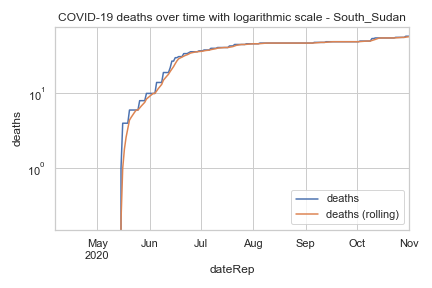 COVID-19 deaths over time with logarithmic scale - South_Sudan
deaths
10¹
10⁰
May
2020
Jun
Jul
Aug
Sep
Oct
Nov
dateRep
deaths
deaths (rolling)